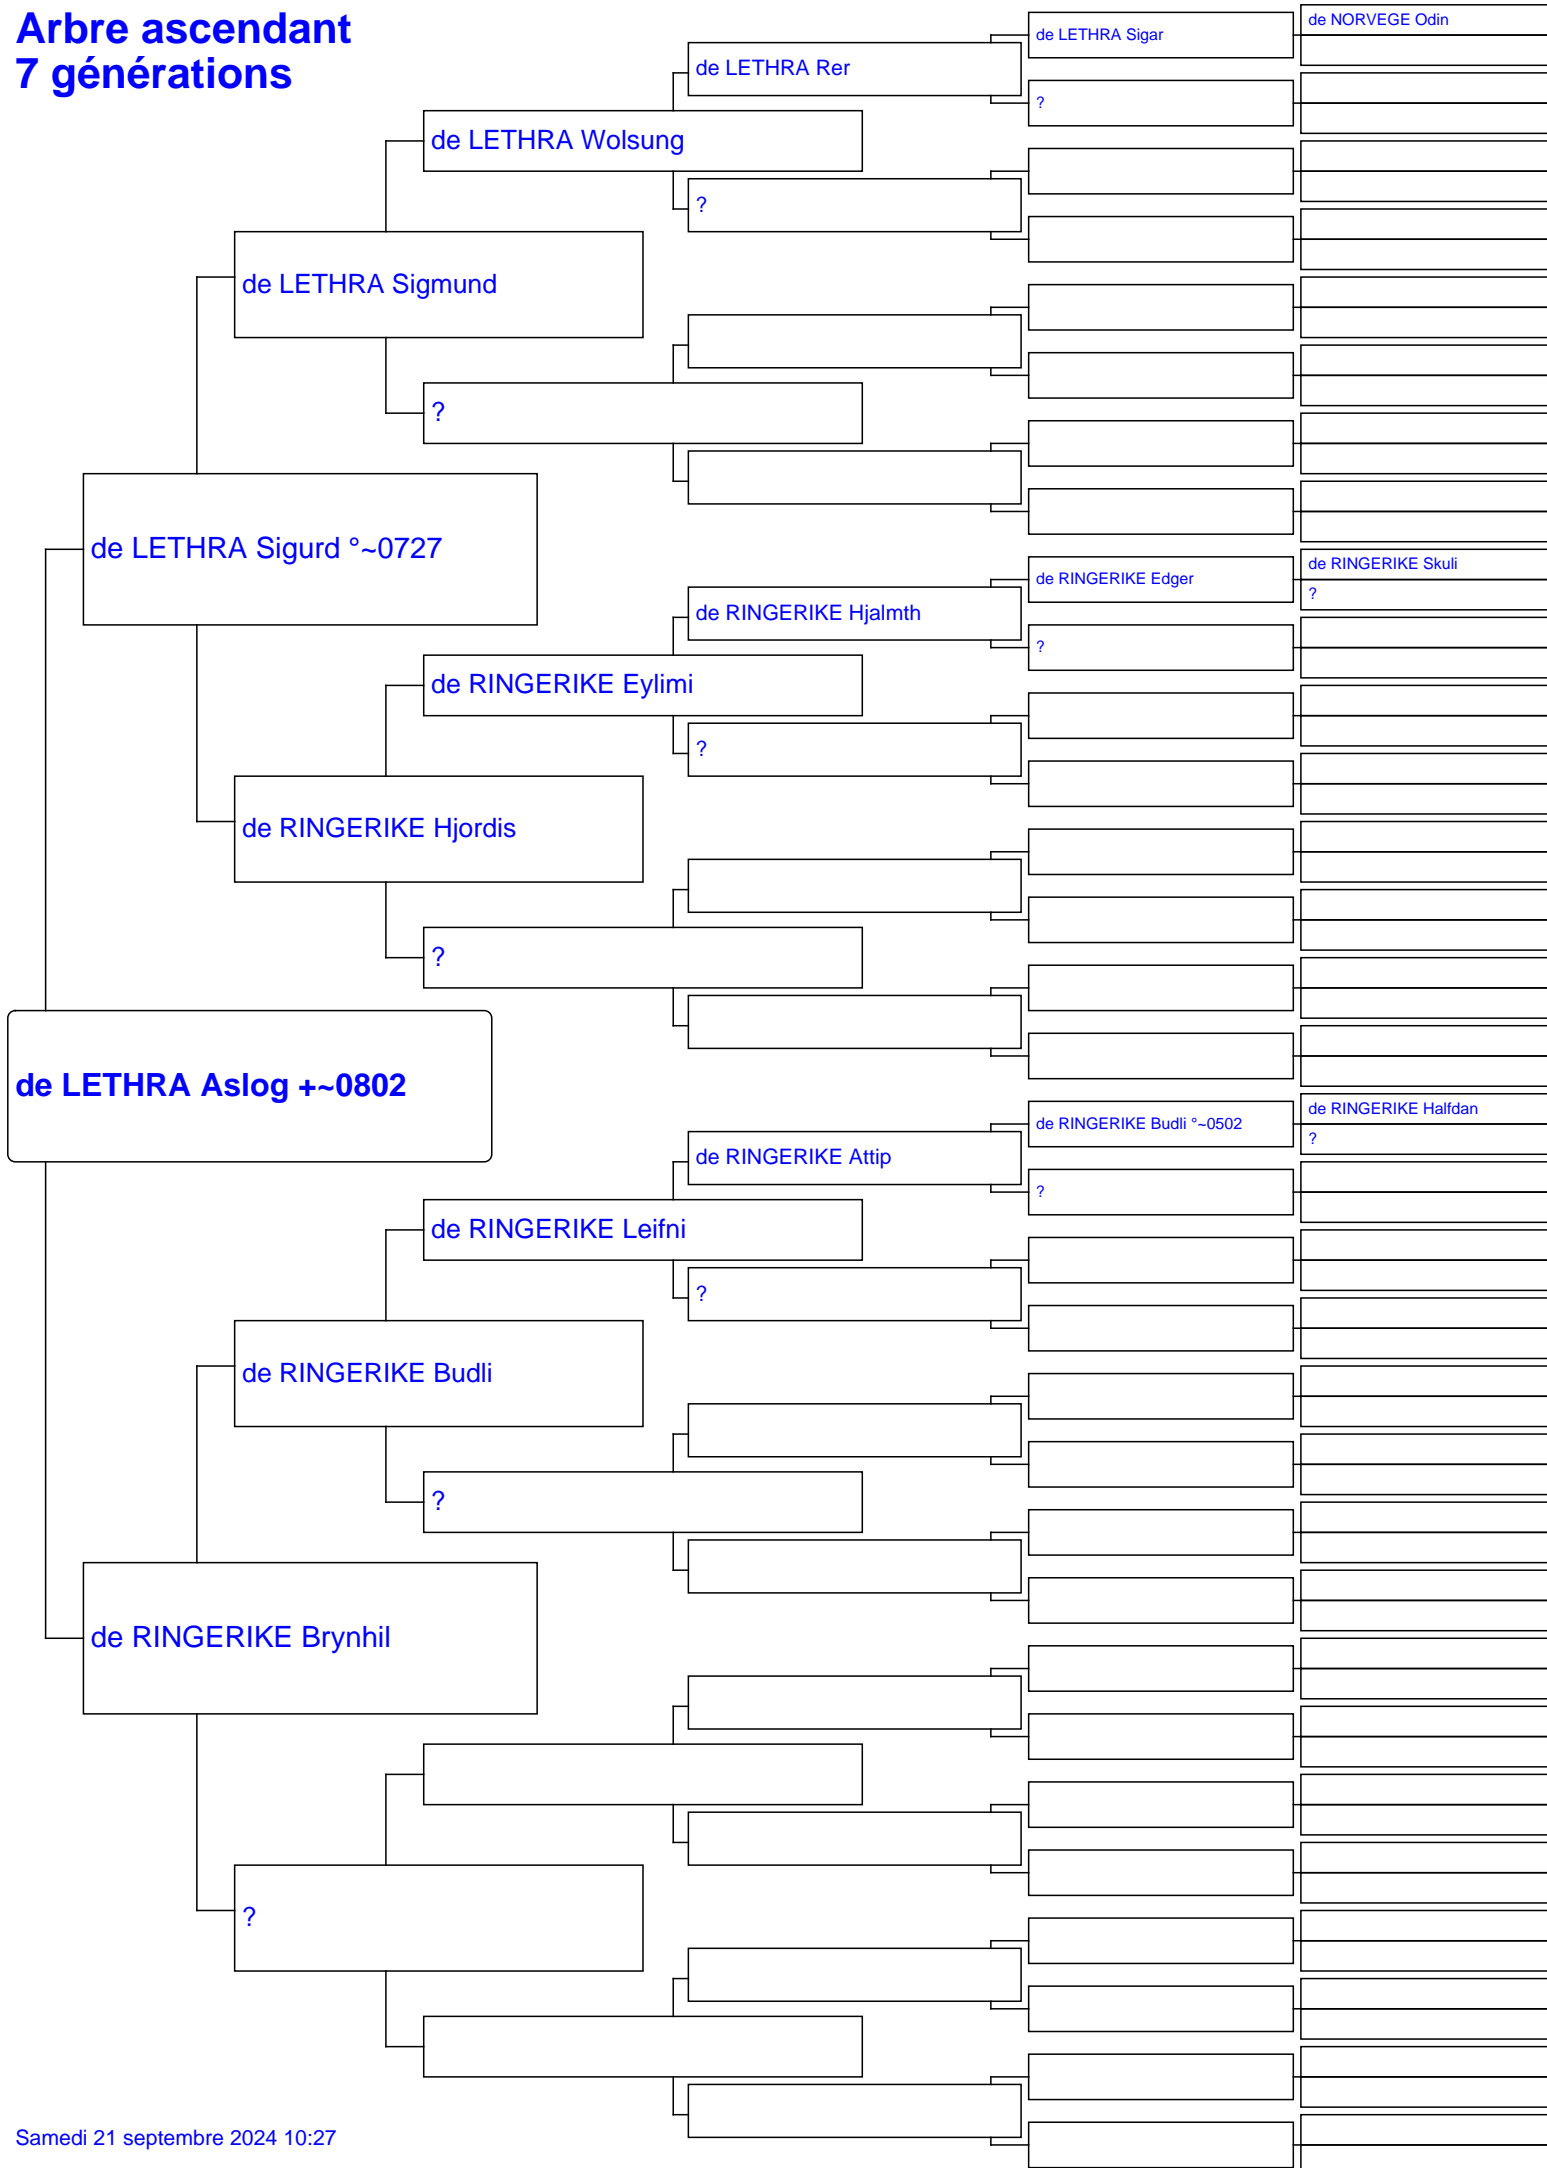 Arbre ascendant
7 générations
de NORVEGE Odin
de LETHRA Sigar
de LETHRA Rer
?
de LETHRA Wolsung
?
de LETHRA Sigmund
?
de LETHRA Sigurd °~0727
de RINGERIKE Skuli
de RINGERIKE Edger
?
de RINGERIKE Hjalmth
?
de RINGERIKE Eylimi
?
de RINGERIKE Hjordis
?
de LETHRA Aslog +~0802
de RINGERIKE Halfdan
de RINGERIKE Budli °~0502
?
de RINGERIKE Attip
?
de RINGERIKE Leifni
?
de RINGERIKE Budli
?
de RINGERIKE Brynhil
?
Samedi 21 septembre 2024 10:27